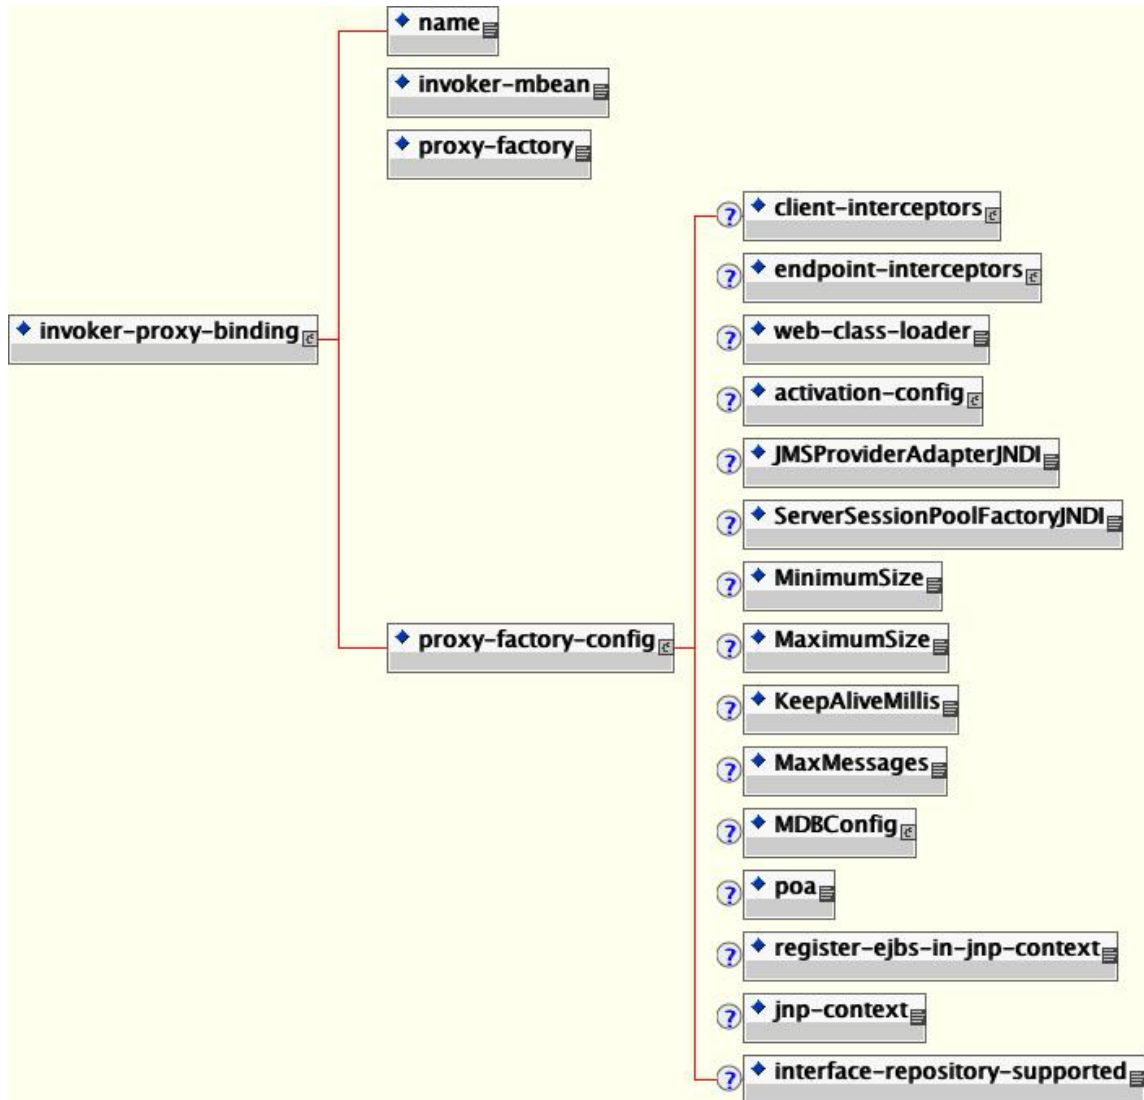 name
invoker-mbean
proxy-factory
client-interceptors
endpoint-interceptors
invoker-proxy-binding
web-class-loader
activation-config
JMSProviderAdapterJNDI
ServerSessionPoolFactoryJNDI
MinimumSize
proxy-factory-config
MaximumSize
KeepAliveMillis
MaxMessages
MDBConfig
poa
register-ejbs-in-jnp-context
jnp-context
interface-repository-supported